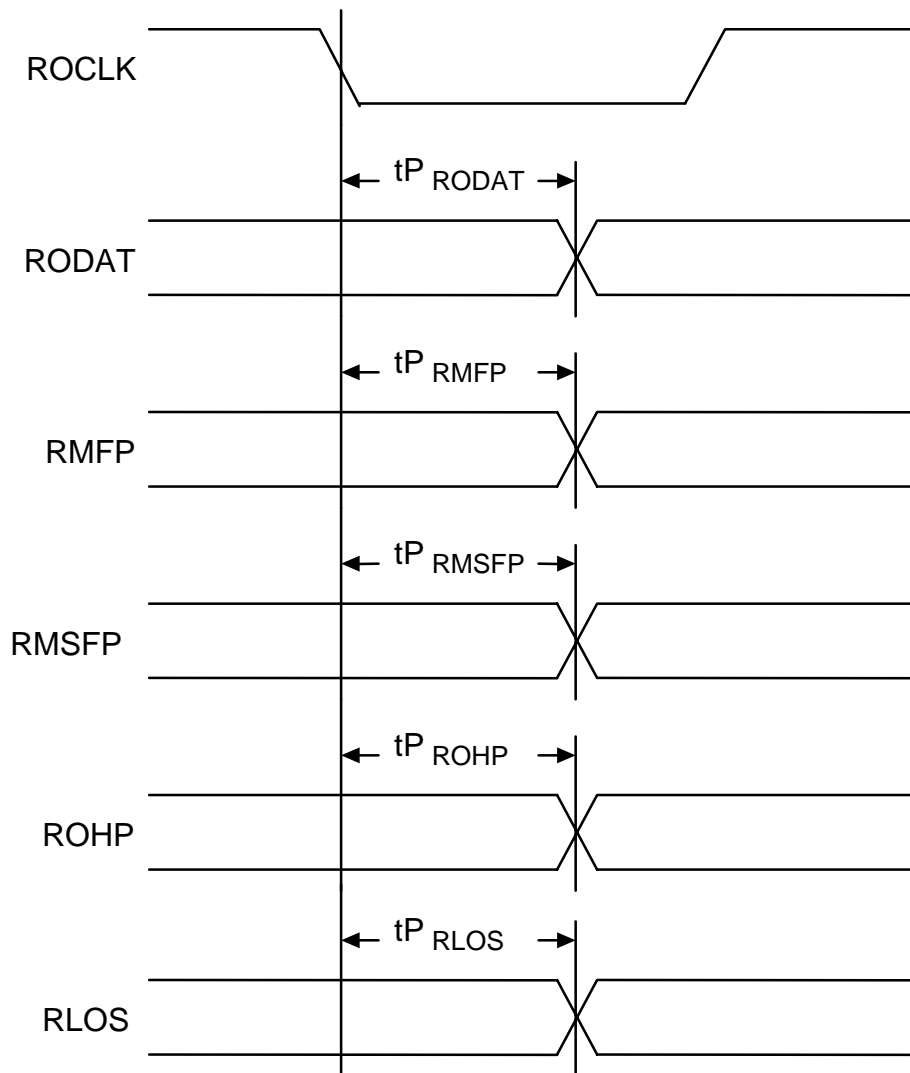 ROCLK
tP RODAT
RODAT
tP RMFP
RMFP
tP RMSFP
RMSFP
tP ROHP
ROHP
tP RLOS
RLOS